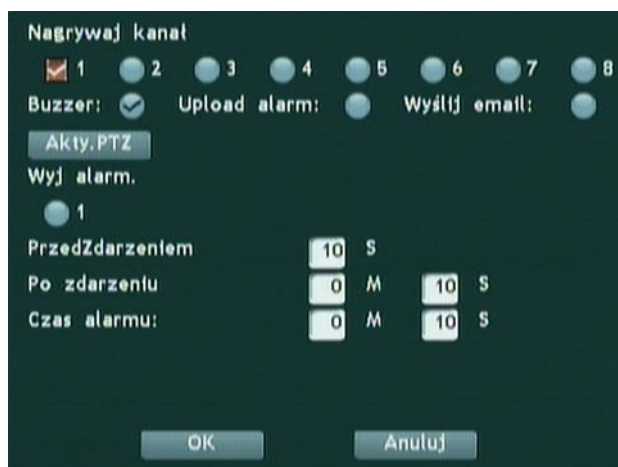 Nagrywaj kanał
1 2 3 4 5 6 7 8
Buzzer: Upload alarm: Wyślij email:
Akty.PTZ
Wyj alarm.
1
PrzedZdarzeniem 10 S
Po zdarzeniu 0 M 10 S
Czas alarmu: 0 M 10 S
OK Anuluj